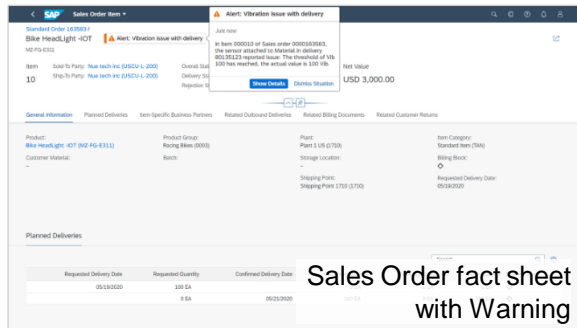 SAP Sales Order Item
Standard Order 163583 /
Bike HeadLight -IOT
Alert: Vibration issue with delivery
MZ-FG-E311
Alert: Vibration issue with delivery
Just now
In item 000010 of Sales order 0000163583,
the sensor attached to Material in delivery
80135123 reported issue: The threshold of Vib
100 has reached, the actual value is 100 Vib.
Show Details Dismiss Situation
Item
10
Sold-To Party: Nue tech inc (USCU-L-200)
Ship-To Party: Nue tech inc (USCU-L-200)
Overall Stat
Delivery Sta
Rejection S
Net Value
USD 3,000.00
General Information Planned Deliveries Item-Specific Business Partners Related Outbound Deliveries Related Billing Documents Related Customer Returns
Product: Product Group: Plant: Item Category:
Bike HeadLight -IOT (MZ-FG-E311) Racing Bikes (0003) Plant 1 US (1710) Standard Item (TAN)
Customer Material: Batch: Storage Location: Billing Block:
– – ◇
Shipping Point: Requested Delivery Date:
Shipping Point 1710 (1710) 05/19/2020
Planned Deliveries
Requested Delivery Date Requested Quantity Confirmed Delivery Date
05/19/2020 100 EA
0 EA 05/21/2020
Sales Order fact sheet
with Warning